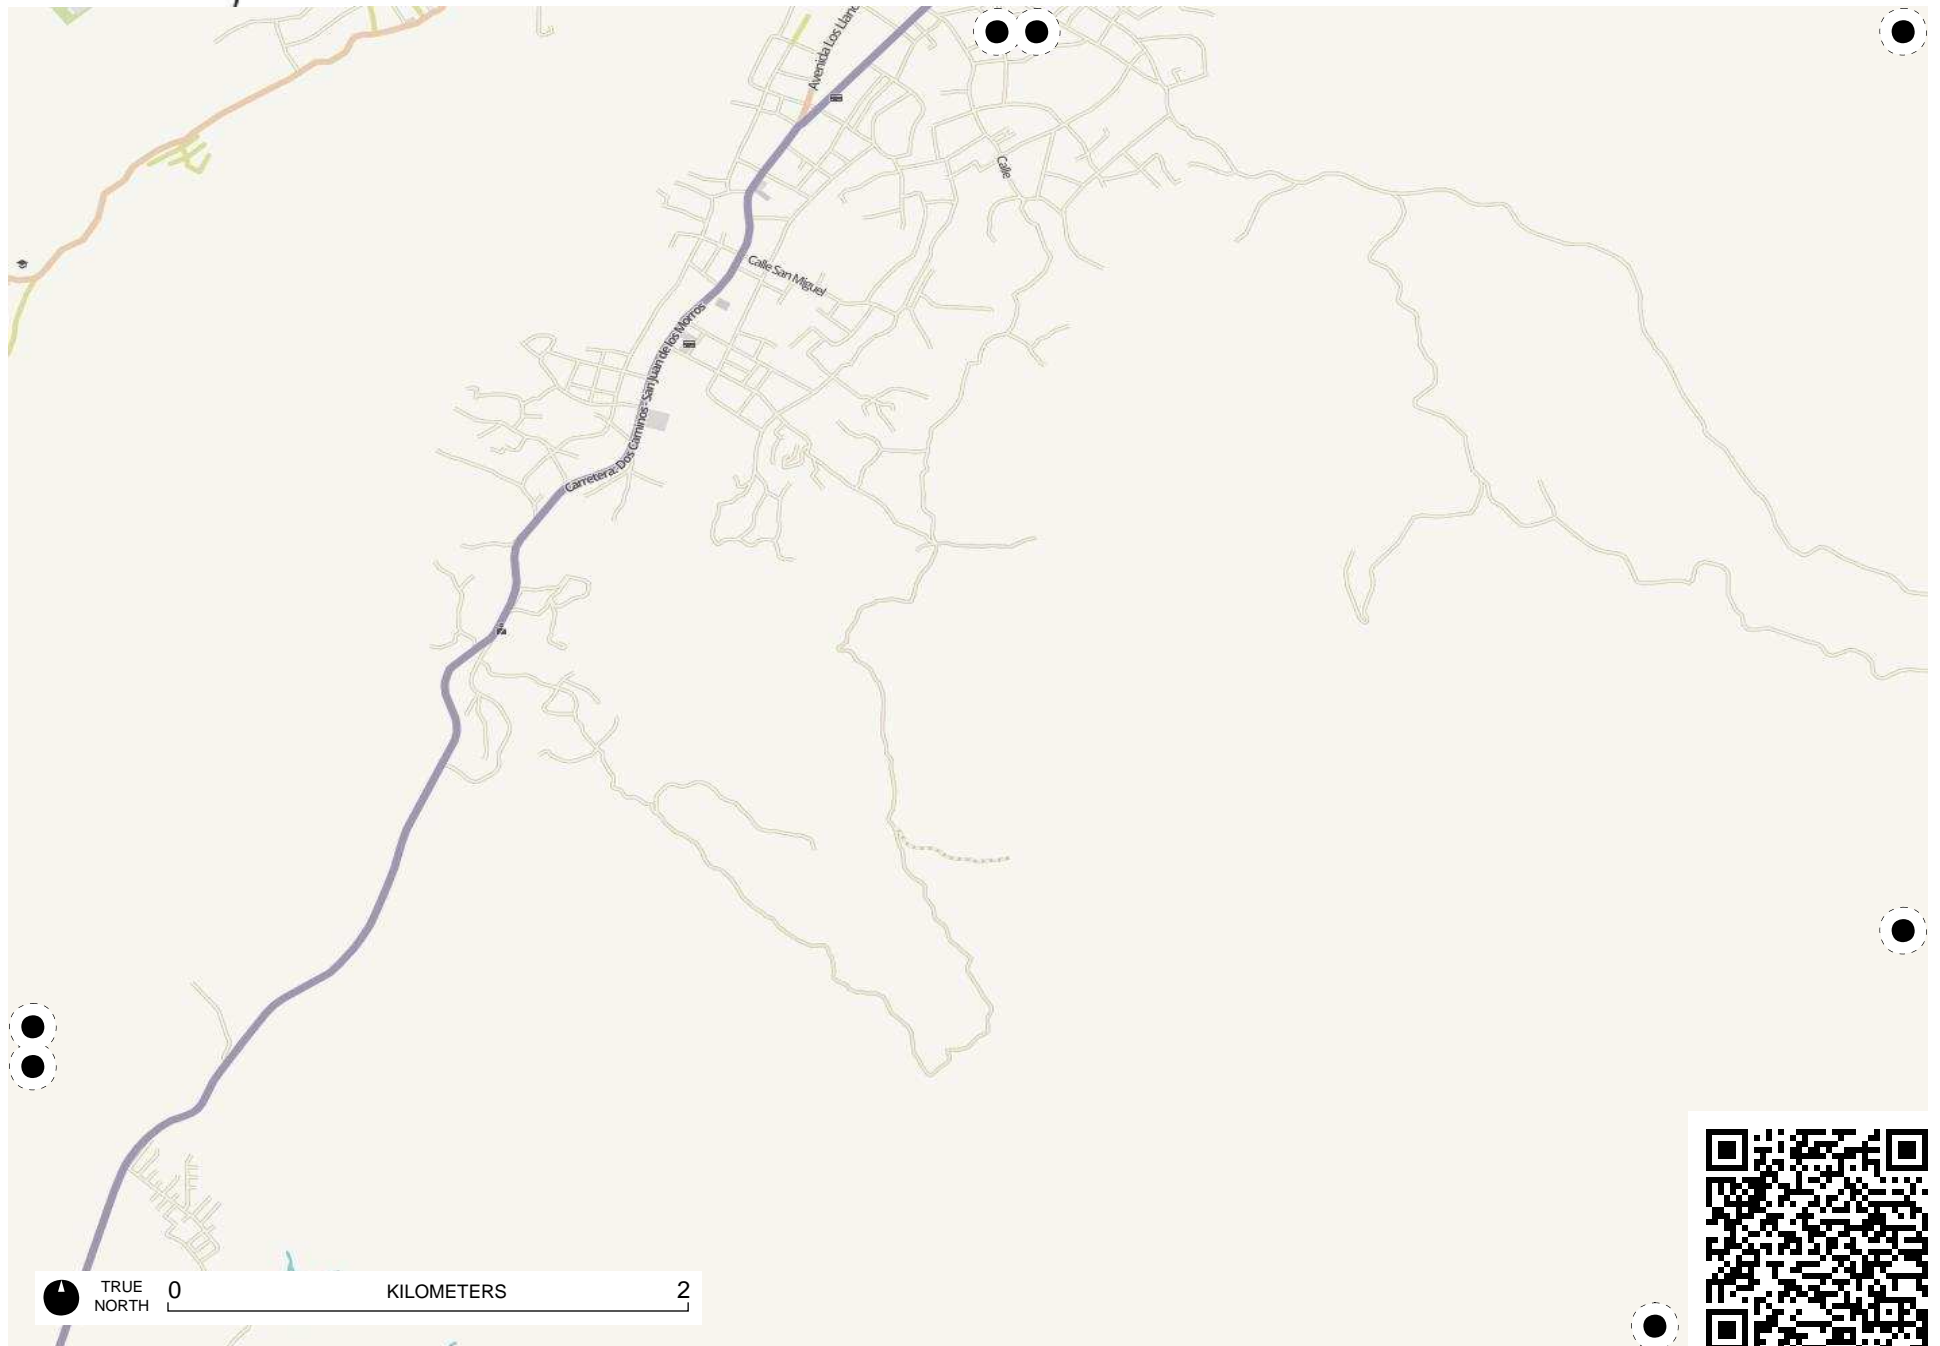 Avenida Los Llano
Calle
Calle San Miguel
Carretera: Dos Caminos - San Juan de los Morros
TRUE NORTH
0
KILOMETERS
2